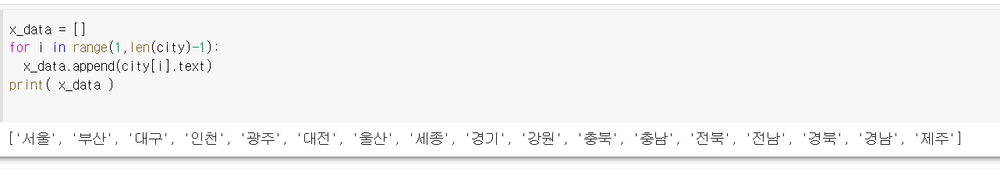 x_data = []
for i in range(1,len(city)-1):
  x_data.append(city[i].text)
print( x_data )
['서울', '부산', '대구', '인천', '광주', '대전', '울산', '세종', '경기', '강원', '충북', '충남', '전북', '전남', '경북', '경남', '제주']